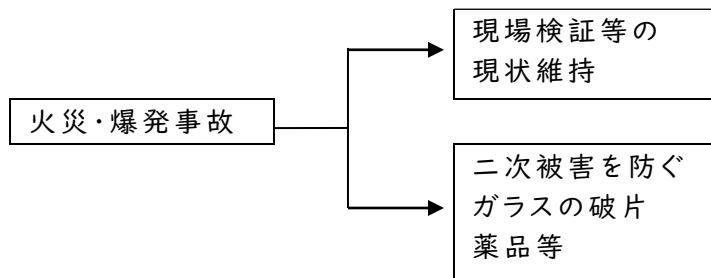 現場検証等の
現状維持
火災・爆発事故
二次被害を防ぐ
ガラスの破片
薬品等